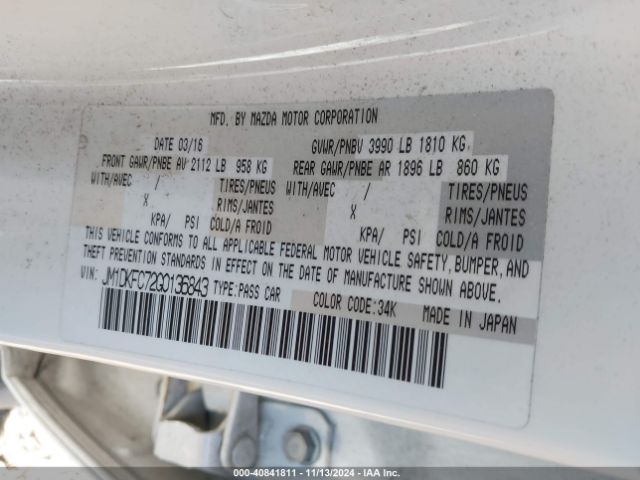 MFD. BY MAZDA MOTOR CORPORATION
DATE 03/16 GVWR/PNBV 3990 LB 1810 KG
FRONT GAWR/PNBE AV 2112 LB 958 KG REAR GAWR/PNBE AR 1896 LB 860 KG
WITH/AVEC / TIRES/PNEUS WITH/AVEC / TIRES/PNEUS
X RIMS/JANTES X RIMS/JANTES
KPA/ PSI COLD/A FROID KPA/ PSI COLD/A FROID
THIS VEHICLE CONFORMS TO ALL APPLICABLE FEDERAL MOTOR VEHICLE SAFETY, BUMPER, AND
THEFT PREVENTION STANDARDS IN EFFECT ON THE DATE OF MANUFACTURE SHOWN ABOVE.
VIN: JM1DKFC72G0135843 TYPE: PASS CAR COLOR CODE: 34K MADE IN JAPAN
000-40841811 - 11/13/2024 - IAA Inc.